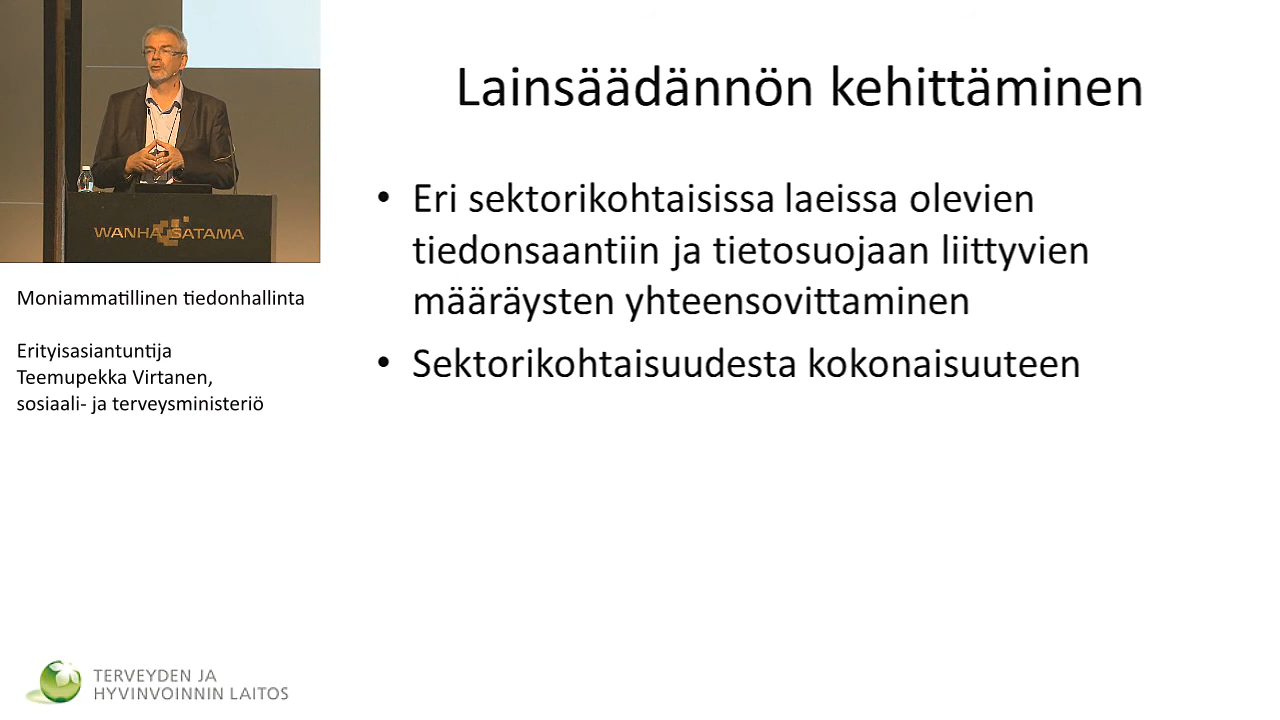 WANHA SATAMA
Moniammatillinen tiedonhallinta
Erityisasiantuntija
Teemupekka Virtanen,
sosiaali- ja terveysministeriö
Lainsäädännön kehittäminen
• Eri sektorikohtaisissa laeissa olevien
tiedonsaantiin ja tietosuojaan liittyvien
määräysten yhteensovittaminen
• Sektorikohtaisuudesta kokonaisuuteen
TERVEYDEN JA
HYVINVOINNIN LAITOS